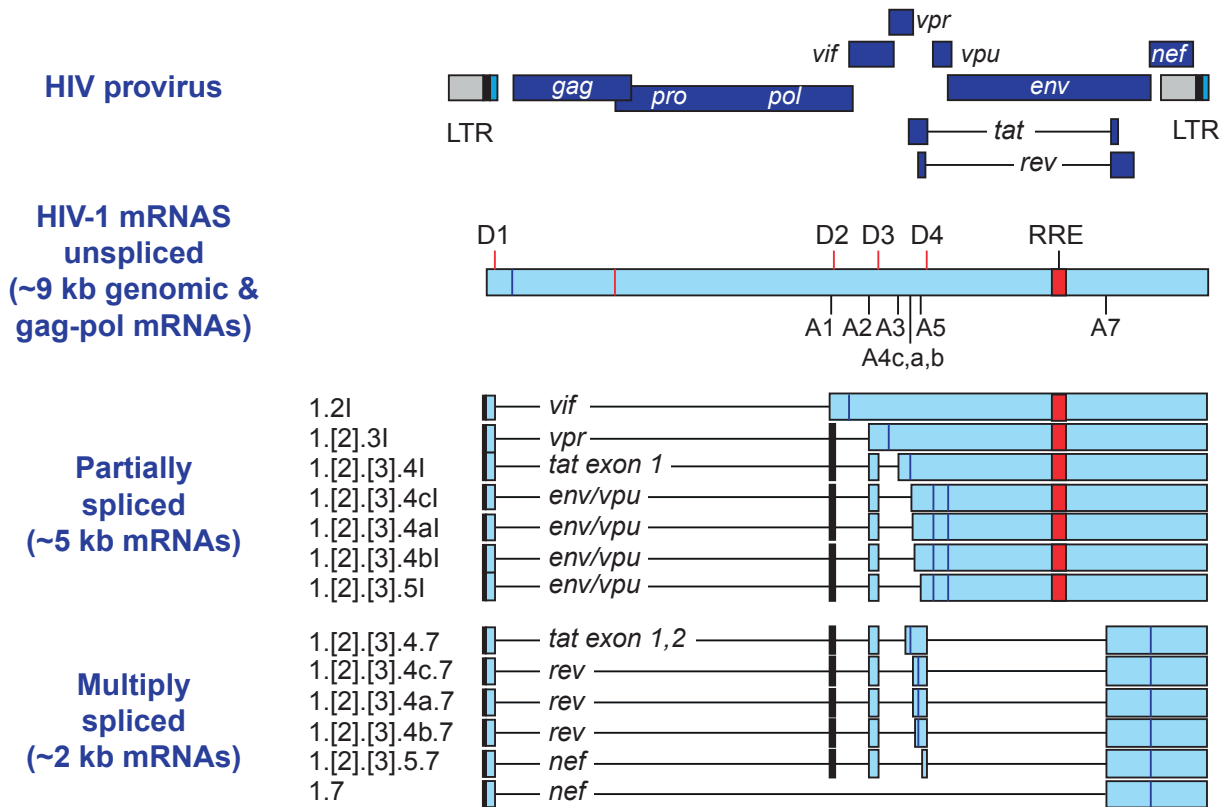 vpr
vif
vpu
nef
HIV provirus
gag
env
pro
pol
LTR
tat
LTR
rev
HIV-1 mRNAS
unspliced
(~9 kb genomic &
gag-pol mRNAs)
D1
D2
D3
D4
RRE
A1
A2
A3
A5
A7
A4c,a,b
Partially
spliced
(~5 kb mRNAs)
1.2I
vif
1.[2].3I
vpr
1.[2].[3].4I
tat exon 1
1.[2].[3].4cI
env/vpu
1.[2].[3].4aI
env/vpu
1.[2].[3].4bI
env/vpu
1.[2].[3].5I
env/vpu
Multiply
spliced
(~2 kb mRNAs)
1.[2].[3].4.7
tat exon 1,2
1.[2].[3].4c.7
rev
1.[2].[3].4a.7
rev
1.[2].[3].4b.7
rev
1.[2].[3].5.7
nef
1.7
nef